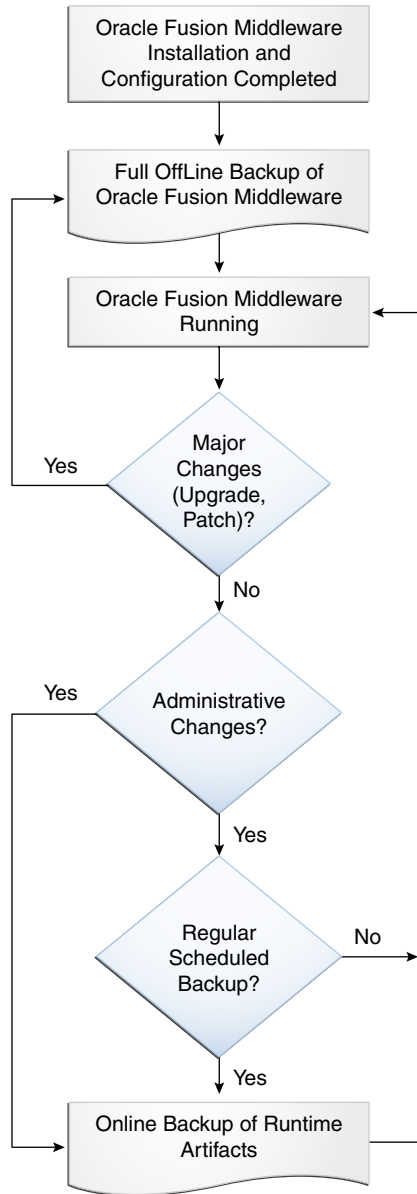 Oracle Fusion Middleware
Installation and
Configuration Completed
Full OffLine Backup of
Oracle Fusion Middleware
Oracle Fusion Middleware
Running
Major
Changes
(Upgrade,
Patch)?
Yes
No
Administrative
Changes?
Yes
Yes
Regular
Scheduled
Backup?
No
Yes
Online Backup of Runtime
Artifacts